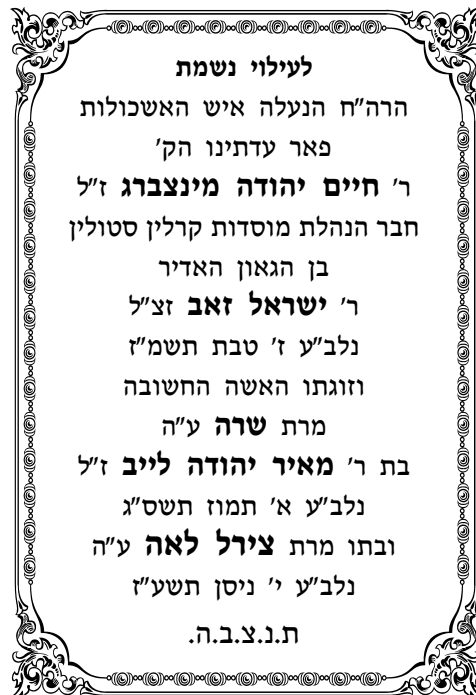 לעילוי נשמת
הרה"ח הנעלה איש האשכולות
פאר עדתינו הק'
ר' חיים יהודה מינצברג ז"ל
חבר הנהלת מוסדות קרלין סטולין
בן הגאון האדיר
ר' ישראל זאב זצ"ל
נלב"ע ז' טבת תשמ"ז
וזוגתו האשה החשובה
מרת שרה ע"ה
בת ר' מאיר יהודה לייב ז"ל
נלב"ע א' תמוז תשס"ג
ובתו מרת צירל לאה ע"ה
נלב"ע י' ניסן תשע"ז
ת.נ.צ.ב.ה.